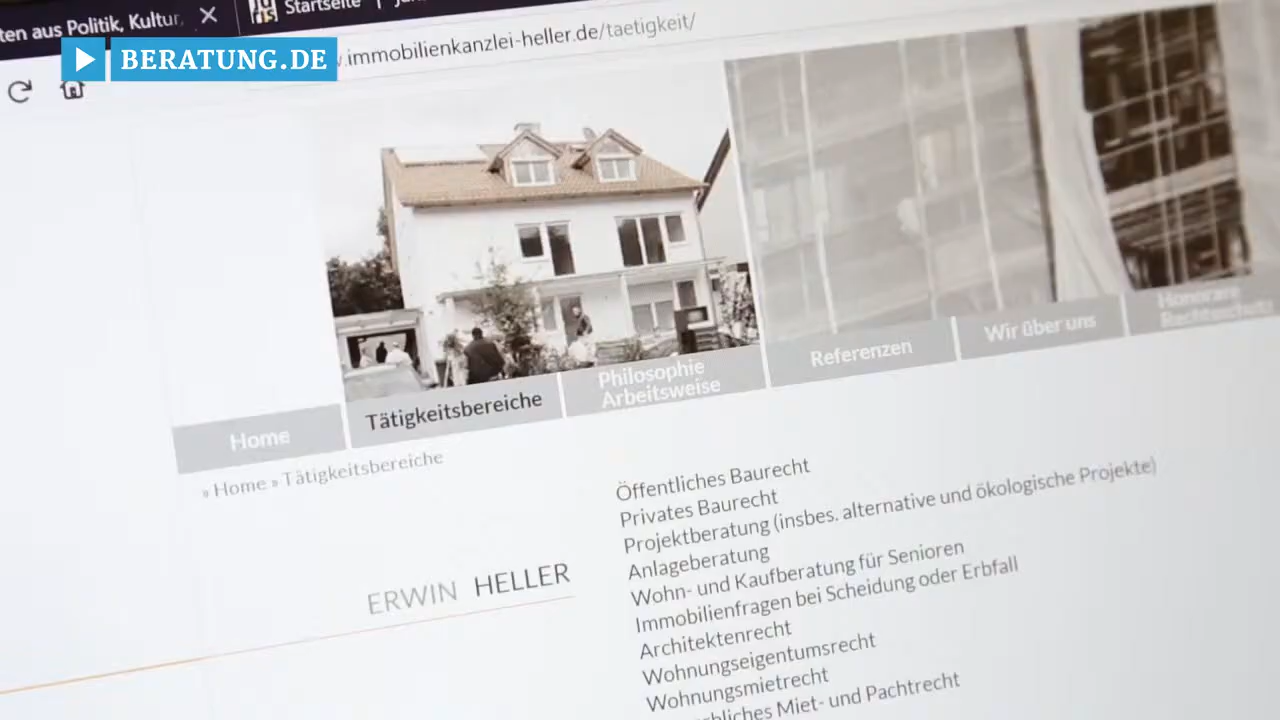 ten aus Politik, Kultur,
Startseite
BERATUNG.DE
.immobilienkanzlei-heller.de/taetigkeit/
Home
Tätigkeitsbereiche
Philosophie
Arbeitsweise
Referenzen
Wir über uns
» Home » Tätigkeitsbereiche
ERWIN HELLER
Öffentliches Baurecht
Privates Baurecht
Projektberatung (insbes. alternative und ökologische Projekte)
Anlageberatung
Wohn- und Kaufberatung für Senioren
Immobilienfragen bei Scheidung oder Erbfall
Architektenrecht
Wohnungseigentumsrecht
Wohnungsmietrecht
Miet- und Pachtrecht